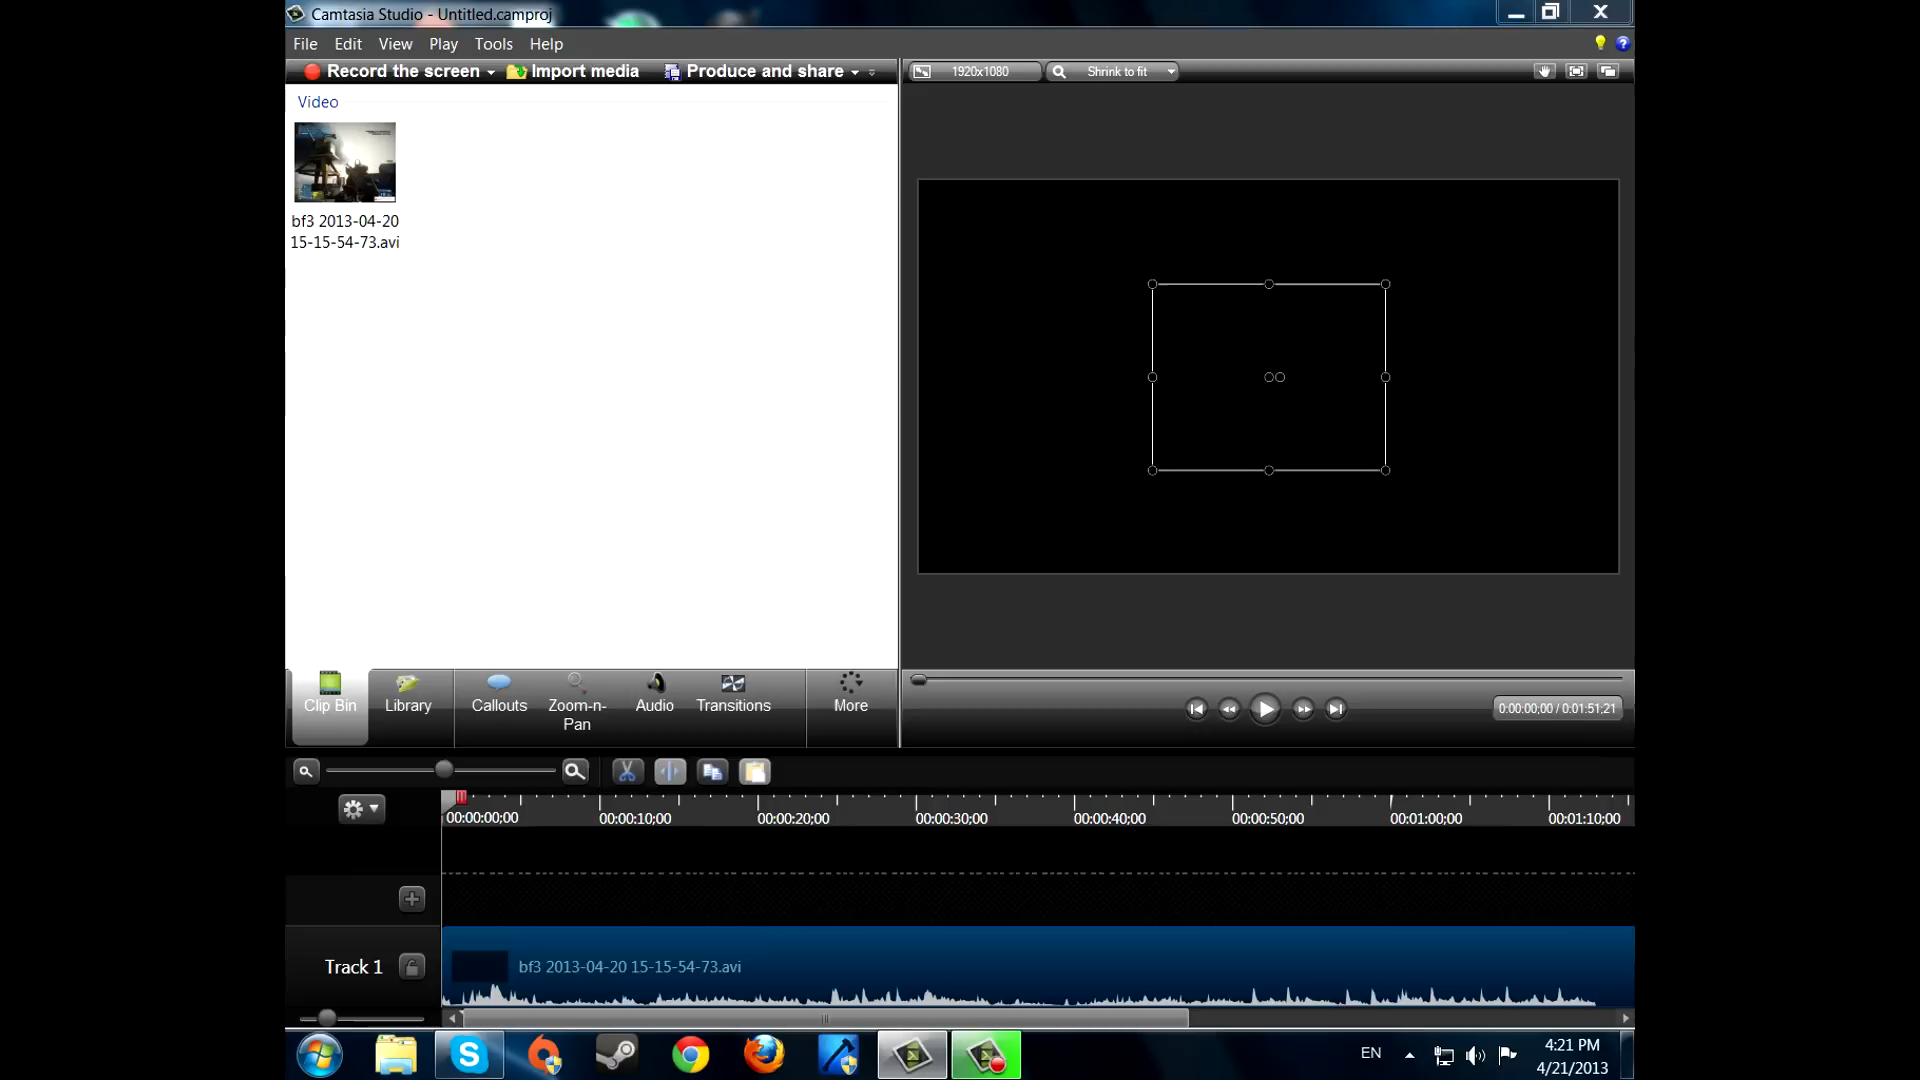 Camtasia Studio - Untitled.camproj
File Edit View Play Tools Help
Record the screen Import media Produce and share 1920x1080 Shrink to fit
Video
bf3 2013-04-20
15-15-54-73.avi
Clip Bin Library Callouts Zoom-n-Pan Audio Transitions More
0:00:00;00 / 0:01:51;21
00:00:00;00 00:00:10;00 00:00:20;00 00:00:30;00 00:00:40;00 00:00:50;00 00:01:00;00 00:01:10;00
Track 1 bf3 2013-04-20 15-15-54-73.avi
EN 4:21 PM
4/21/2013